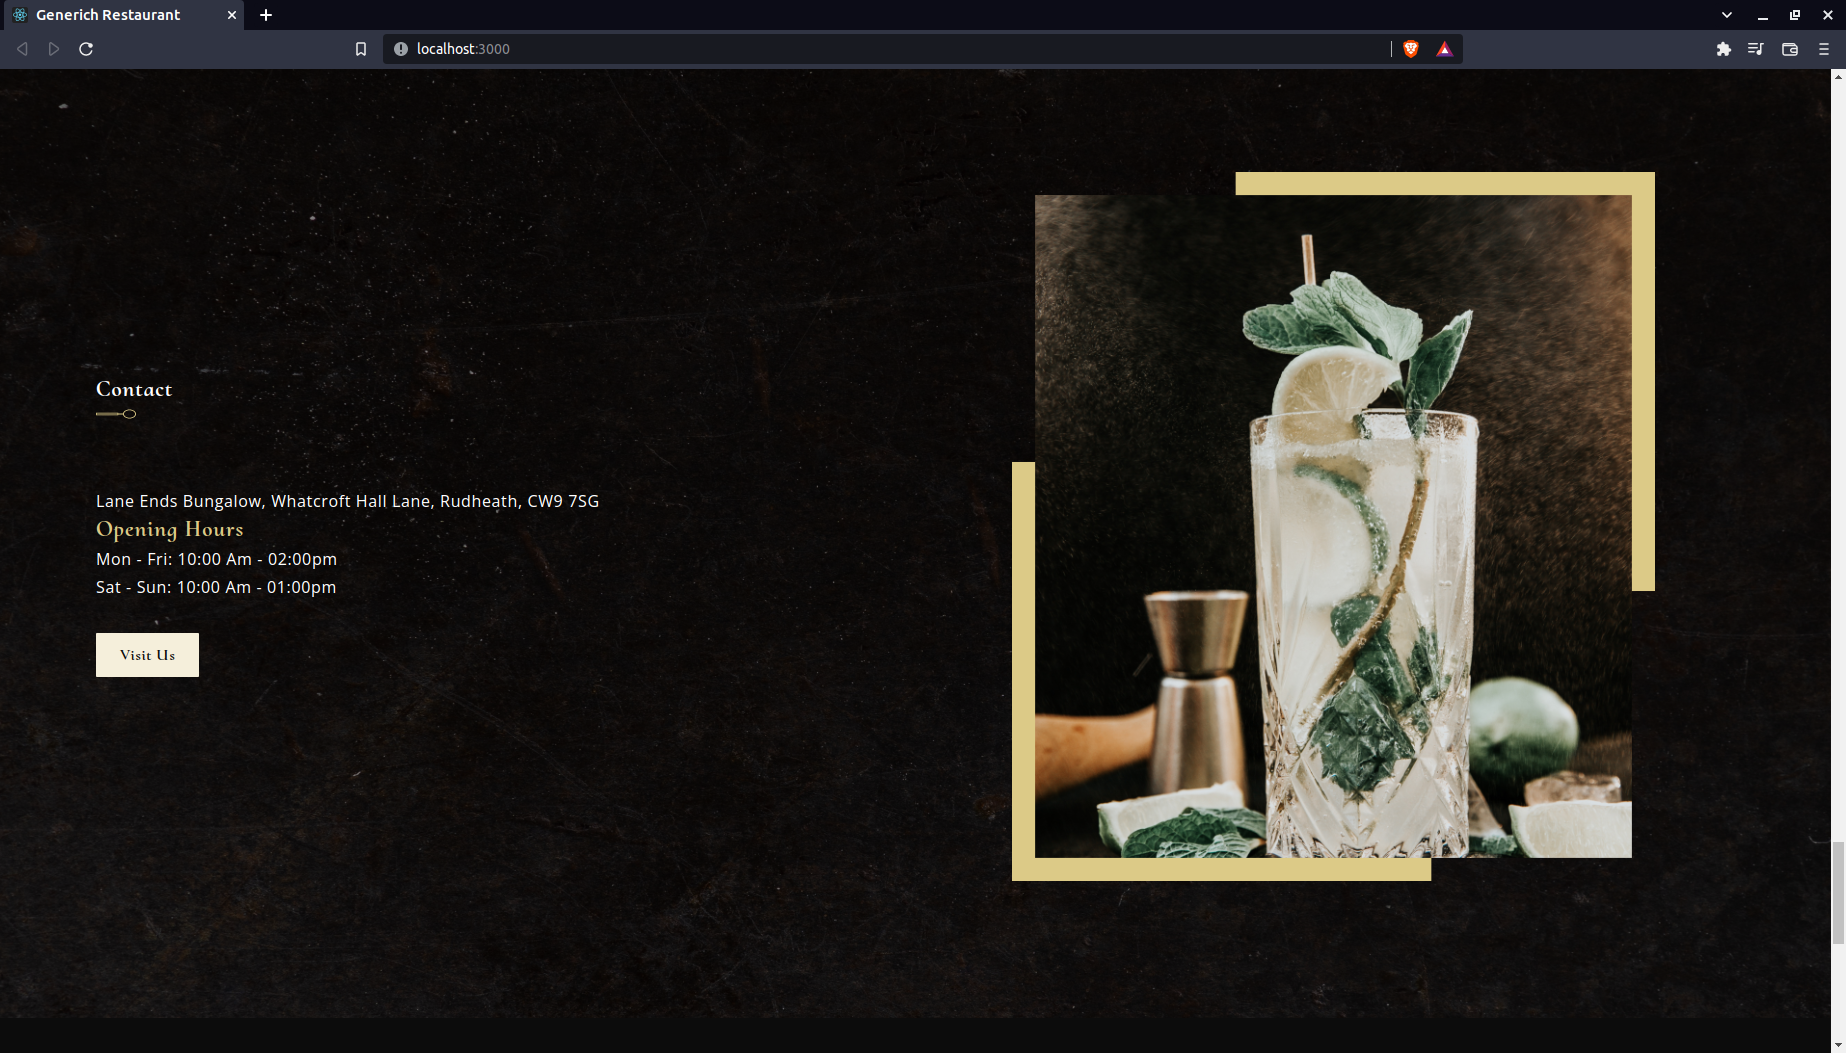 Generich Restaurant
localhost:3000
Contact
Lane Ends Bungalow, Whatcroft Hall Lane, Rudheath, CW9 7SG
Opening Hours
Mon - Fri: 10:00 Am - 02:00pm
Sat - Sun: 10:00 Am - 01:00pm
Visit Us